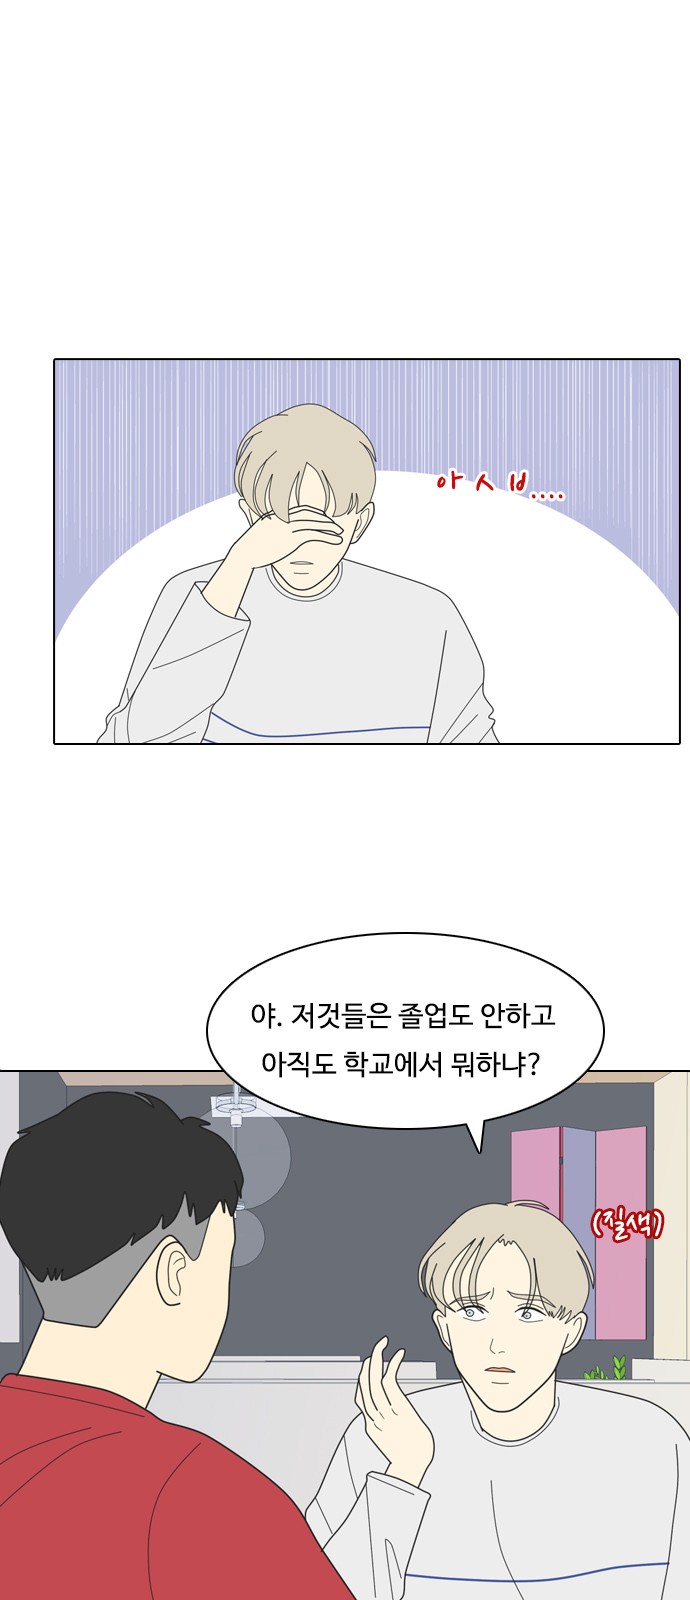 아 ㅅ ㅂ....
야. 저것들은 졸업도 안하고
아직도 학교에서 뭐하냐?
(질색)